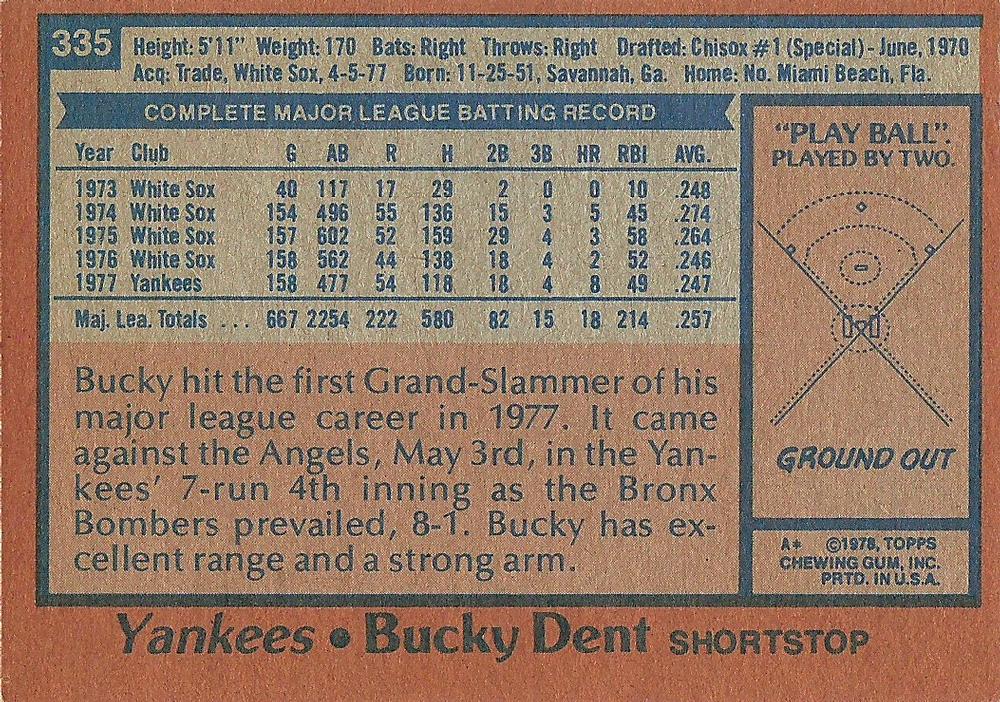 335
Height: 5'11" Weight: 170 Bats: Right Throws: Right Drafted: Chisox #1 (Special) - June, 1970
Acq: Trade, White Sox, 4-5-77 Born: 11-25-51, Savannah, Ga. Home: No. Miami Beach, Fla.
COMPLETE MAJOR LEAGUE BATTING RECORD
Year Club G AB R H 2B 3B HR RBI AVG.
1973 White Sox 40 117 17 29 2 0 0 10 .248
1974 White Sox 154 496 55 136 15 3 5 45 .274
1975 White Sox 157 602 52 159 29 4 3 58 .264
1976 White Sox 158 562 44 138 18 4 2 52 .246
1977 Yankees 158 477 54 118 18 4 8 49 .247
Maj. Lea. Totals ... 667 2254 222 580 82 15 18 214 .257
Bucky hit the first Grand-Slammer of his
major league career in 1977. It came
against the Angels, May 3rd, in the Yan-
kees' 7-run 4th inning as the Bronx
Bombers prevailed, 8-1. Bucky has ex-
cellent range and a strong arm.
"PLAY BALL".
PLAYED BY TWO.
GROUND OUT
A* ©1978, TOPPS
CHEWING GUM, INC.
PRTD. IN U.S.A.
Yankees • Bucky Dent SHORTSTOP